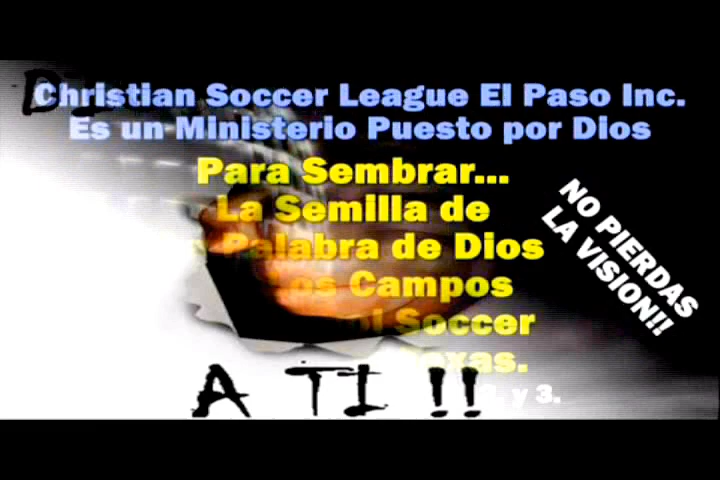 Christian Soccer League El Paso Inc.
Es un Ministerio Puesto por Dios
Para Sembrar...
La Semilla de
Palabra de Dios
Campos
Soccer
y 3.
NO PIERDAS
LA VISION!!
A TI !!